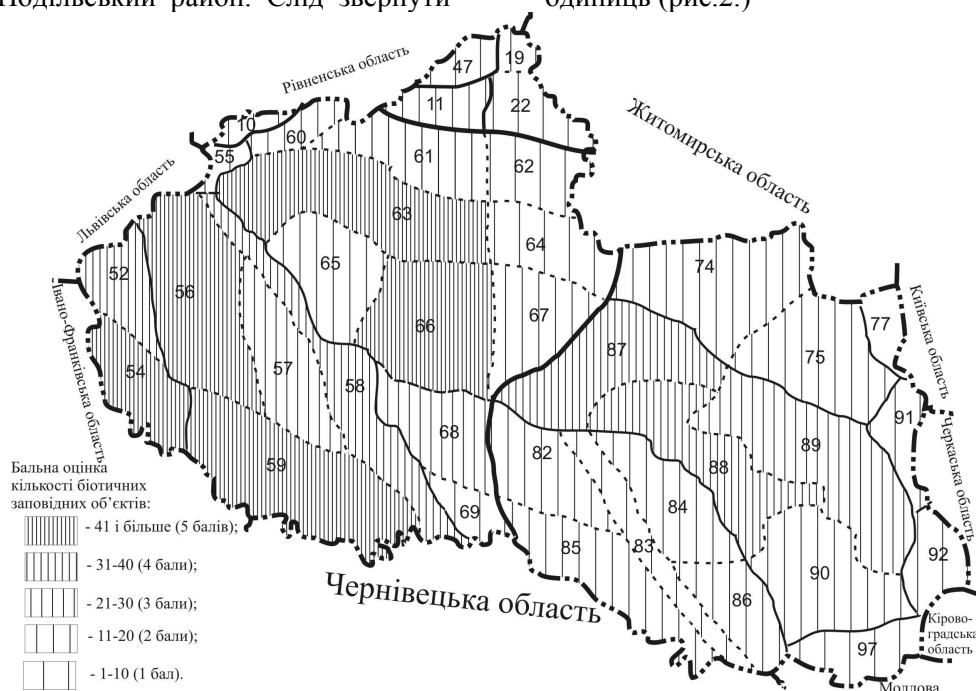 Подільський район. Слід звернути
одиниць (рис.2.)
Рівненська область
Житомирська область
Львівська область
Івано-Франківська область
Київська область
Черкаська область
Чернівецька область
Кірово-
градська
область
Молдова
47
19
11
22
10
60
55
61
62
63
64
52
56
65
74
66
67
87
77
75
54
57
58
91
68
82
89
59
88
84
69
85
83
86
90
92
97
Бальна оцінка
кількості біотичних
заповідних об’єктів:
- 41 і більше (5 балів);
- 31-40 (4 бали);
- 21-30 (3 бали);
- 11-20 (2 бали);
- 1-10 (1 бал).